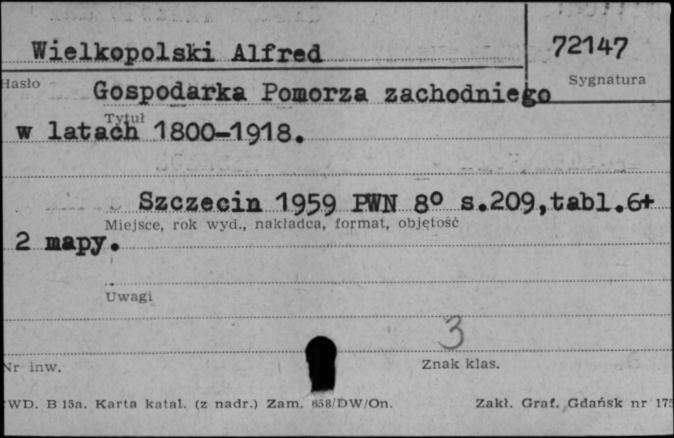 Wielkopolski Alfred 72147
Hasło Sygnatura
Gospodarka Pomorza zachodniego
Tytuł
w latach 1800-1918.
Szczecin 1959 PWN 8° s.209,tabl.6+
Miejsce, rok wyd., nakładca, format, objętość
2 mapy.
Uwagi
3
Nr inw. Znak klas.
WD. B 15a. Karta katal. (z nadr.) Zam. 658/DW/On. Zakł. Graf. Gdańsk nr 175